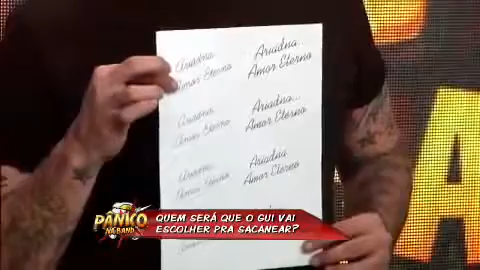 Ariadna
Amor Eterno
Ariadna...
Amor Eterno
Ariadna
Amor Eterno
Ariadna...
Amor Eterno
Ariadna
Amor Eterno
Ariadna
Amor Eterno
PÂNICO
NA BAND
QUEM SERÁ QUE O GUI VAI
ESCOLHER PRA SACANEAR?